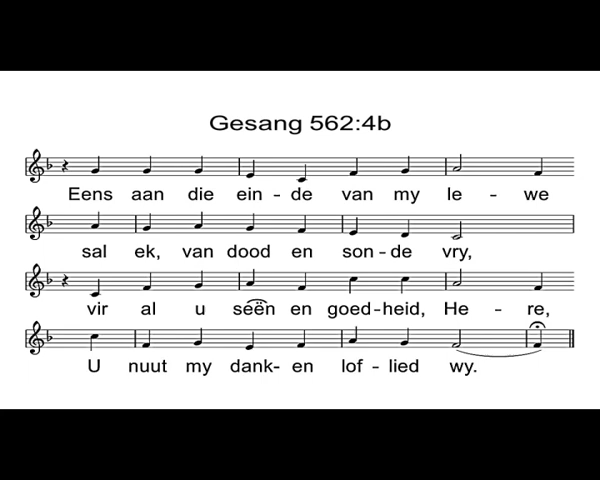 Gesang 562:4b
Eens aan die ein - de van my le - we
sal ek, van dood en son - de vry,
vir al u seën en goed - heid, He - re,
U nuut my dank - en lof - lied wy.